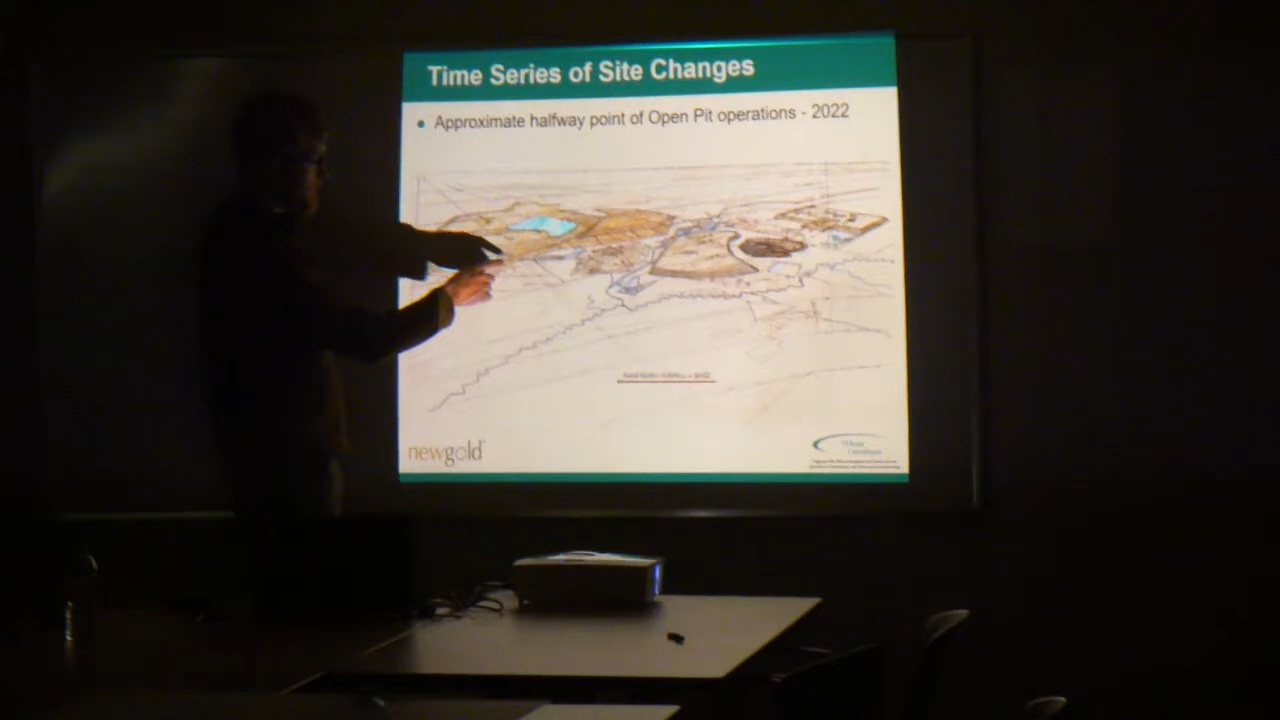 Time Series of Site Changes
Approximate halfway point of Open Pit operations - 2022
newgold